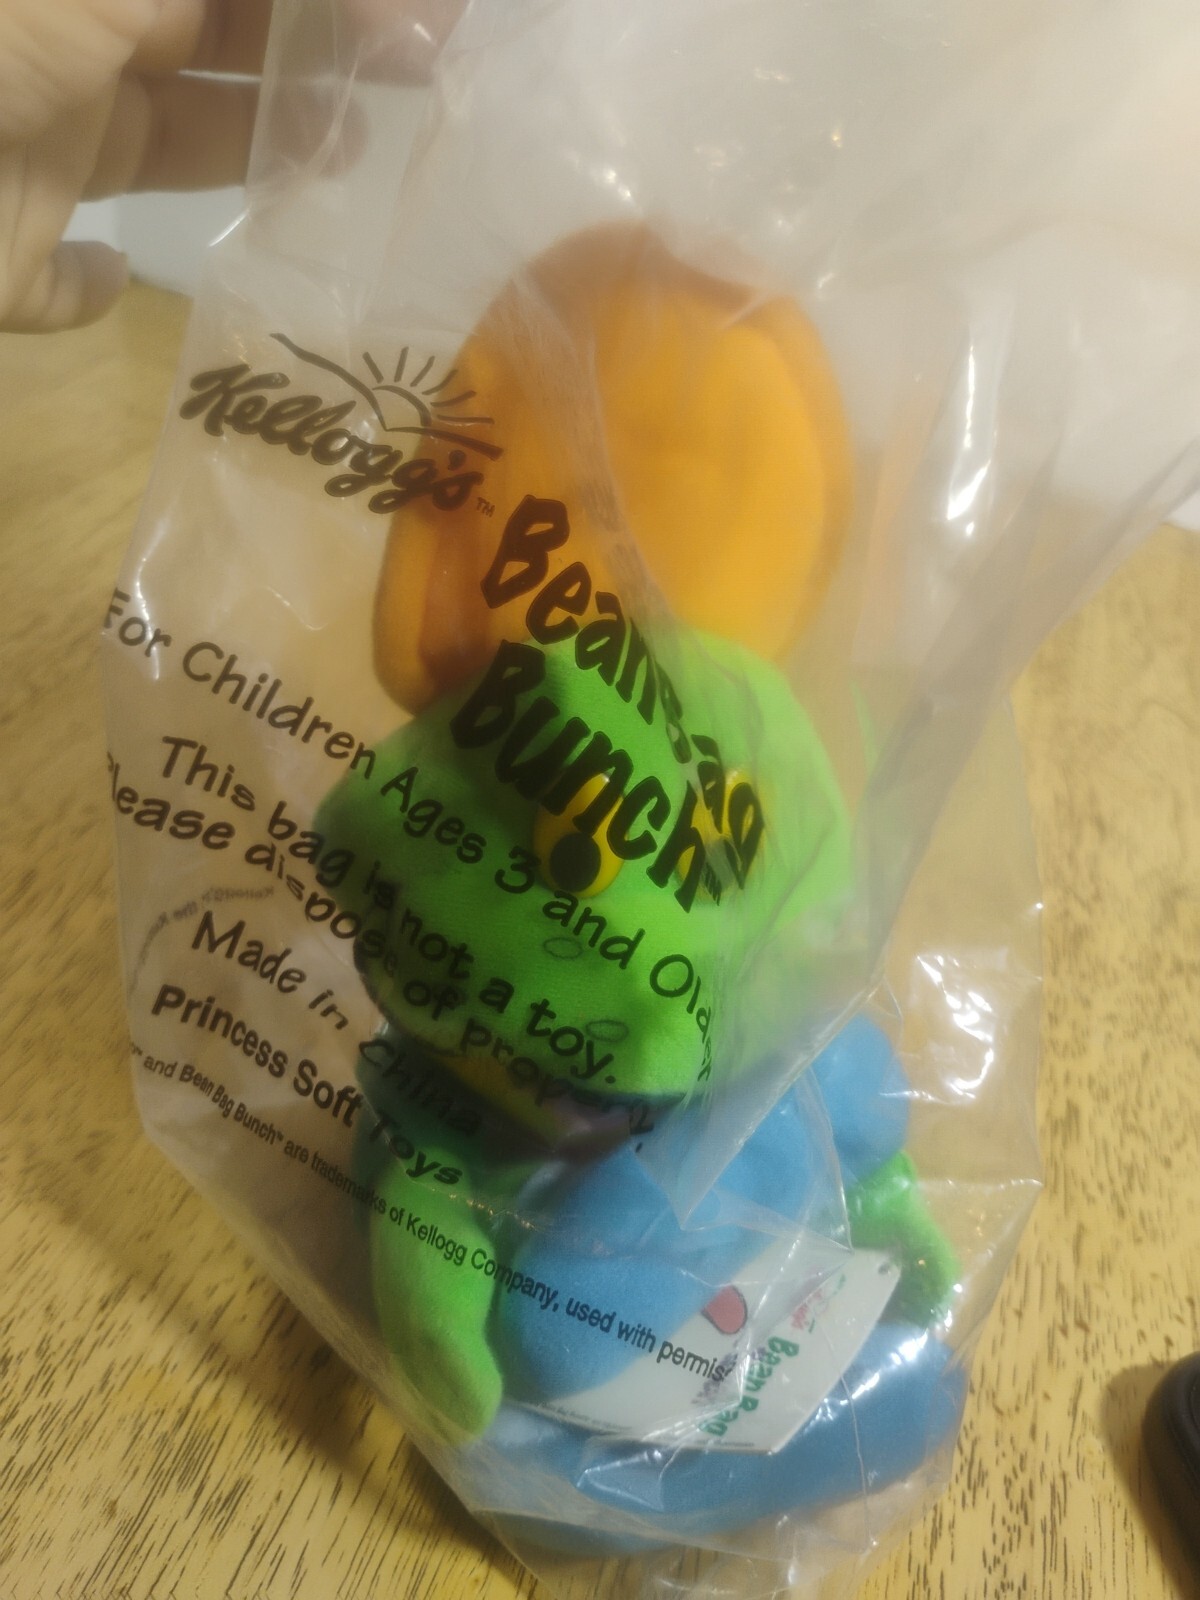 Kellogg's™
Bean Bag
Bunch™
For Children Ages 3 and Older
This bag is not a toy.
Please dispose of properly.
Made in China
Princess Soft Toys
and Bean Bag Bunch™ are trademarks of Kellogg Company, used with permis
Bean Bag